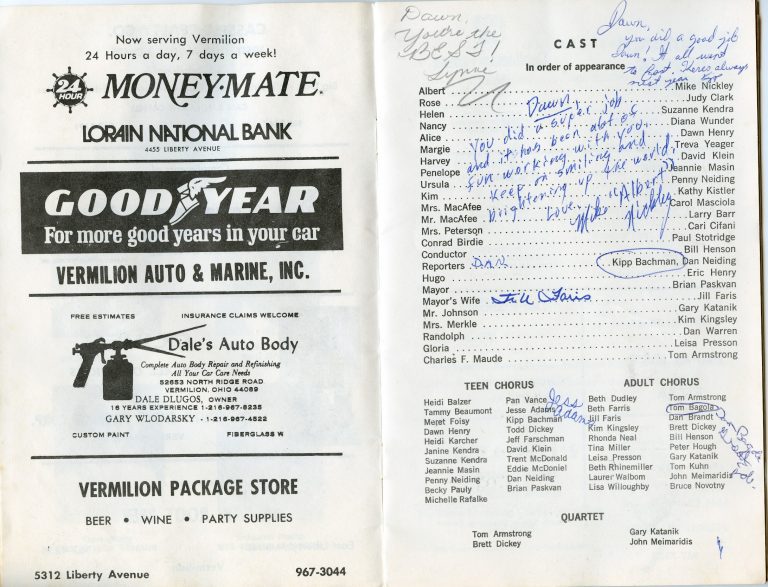 Now serving Vermilion
24 Hours a day, 7 days a week!
24 HOUR
MONEY·MATE.
LORAIN NATIONAL BANK
4455 LIBERTY AVENUE
GOOD YEAR
For more good years in your car
VERMILION AUTO & MARINE, INC.
FREE ESTIMATES INSURANCE CLAIMS WELCOME
Dale's Auto Body
Complete Auto Body Repair and Refinishing
All Your Car Care Needs
52653 NORTH RIDGE ROAD
VERMILION, OHIO 44089
DALE DLUGOS, OWNER
16 YEARS EXPERIENCE 1-216-967-6235
GARY WLODARSKY - 1-216-967-4522
CUSTOM PAINT FIBERGLASS W
VERMILION PACKAGE STORE
BEER • WINE • PARTY SUPPLIES
5312 Liberty Avenue 967-3044
Dawn,
You're the
BEST!
Lynne
Dawn,
you did a good job
It all went
next year
CAST
In order of appearance
Albert Mike Nickley
Rose Judy Clark
Helen Suzanne Kendra
Nancy Diana Wunder
Alice Dawn Henry
Margie Treva Yeager
Harvey David Klein
Penelope Jeannie Masin
Ursula Penny Neiding
Kim Kathy Kistler
Mrs. MacAfee Carol Masciola
Mr. MacAfee Larry Barr
Mrs. Peterson Cari Cifani
Conrad Birdie Paul Stotridge
Conductor Bill Henson
Reporters Kipp Bachman, Dan Neiding
Hugo Eric Henry
Mayor Brian Paskvan
Mayor's Wife Jill Faris
Mr. Johnson Gary Katanik
Mrs. Merkle Kim Kingsley
Randolph Dan Warren
Gloria Leisa Presson
Charles F. Maude Tom Armstrong
Dawn,
You did a super job
and it has been a lot of
fun working with you.
Keep on smiling and
brightening up the world.
Love, "Albert"
Mike Nickley
Jill Faris
TEEN CHORUS
Heidi Balzer Pan Vance
Tammy Beaumont Jesse Adams
Meret Foisy Kipp Bachman
Dawn Henry Todd Dickey
Heidi Karcher Jeff Farschman
Janine Kendra David Klein
Suzanne Kendra Trent McDonald
Jeannie Masin Eddie McDoniel
Penny Neiding Dan Neiding
Becky Pauly Brian Paskvan
Michelle Rafalke
Jess Adams
ADULT CHORUS
Beth Dudley Tom Armstrong
Beth Farris Tom Bagola
Jill Faris Dan Brandt
Kim Kingsley Brett Dickey
Rhonda Neal Bill Henson
Tina Miller Peter Hough
Leisa Presson Gary Katanik
Beth Rhinemiller Tom Kuhn
Laurer Walbom John Meimaridis
Lisa Willoughby Bruce Novotny
QUARTET
Tom Armstrong Gary Katanik
Brett Dickey John Meimaridis